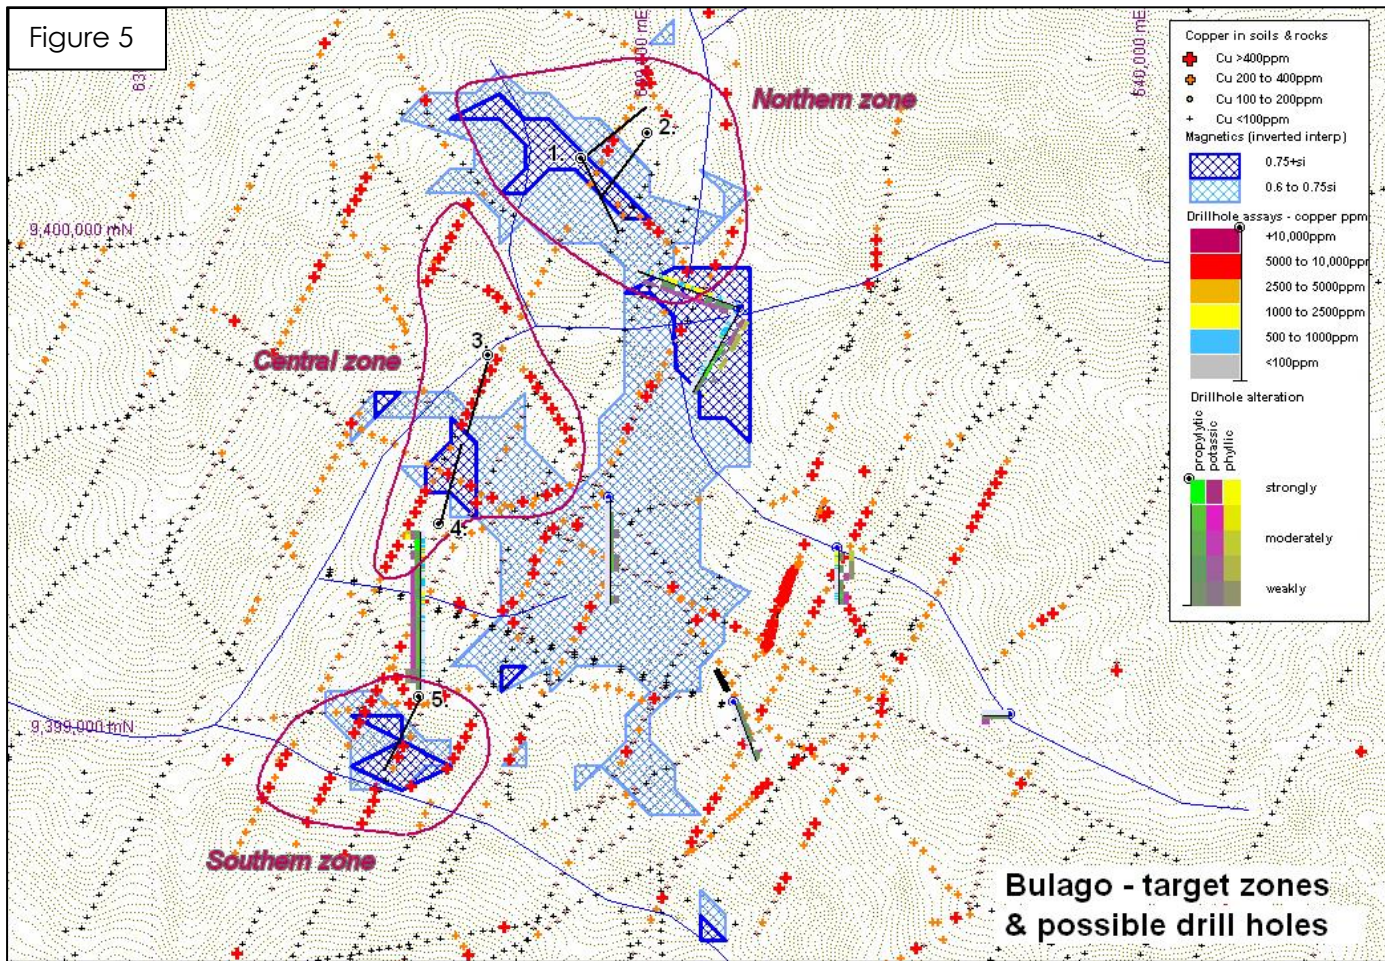 Figure 5
Northern zone
1.
2.
9,400,000 mN
Central zone
3.
4.
5.
9,399,000 mN
Southern zone
640,000 mE
Copper in soils & rocks
Cu >400ppm
Cu 200 to 400ppm
Cu 100 to 200ppm
Cu <100ppm
Magnetics (inverted interp)
0.75+si
0.6 to 0.75si
Drillhole assays - copper ppm
+10,000ppm
5000 to 10,000ppr
2500 to 5000ppm
1000 to 2500ppm
500 to 1000ppm
<100ppm
Drillhole alteration
propylytic
potassic
phyllic
strongly
moderately
weakly
Bulago - target zones
& possible drill holes